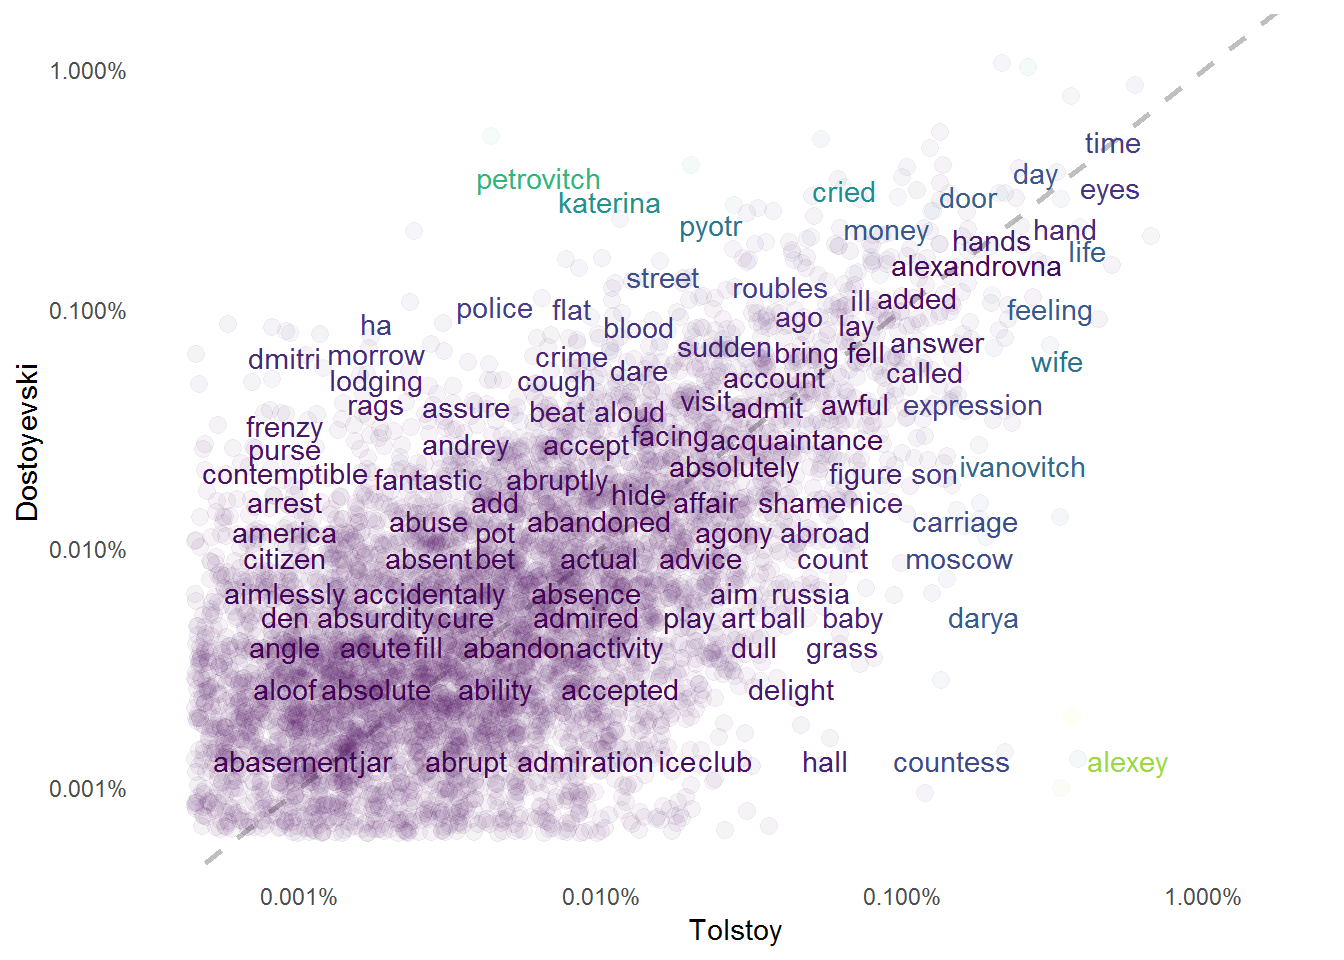 1.000%
time
day
petrovitch
eyes
cried
door
katerina
pyotr
money
hand
hands
life
alexandrovna
street
roubles
ill added
0.100%
police
flat
feeling
ago
ha
blood
lay
answer
sudden
dmitri
morrow
crime
bring
fell
wife
dare
called
lodging
cough
account
visit
rags
assure
beat
aloud
admit
awful
expression
frenzy
facing
acquaintance
purse
andrey
accept
absolutely
ivanovitch
contemptible
fantastic
abruptly
figure
son
hide
arrest
add
affair
shame
nice
abuse
abandoned
carriage
america
pot
agony
abroad
0.010%
citizen
absent
bet
actual
advice
count
moscow
aimlessly
accidentally
absence
aim
russia
den
absurdity
cure
admired
play
art
ball
baby
darya
angle
acute
fill
abandon
activity
dull
grass
aloof
absolute
ability
accepted
delight
abasement
jar
abrupt
admiration
ice
club
hall
countess
alexey
0.001%
0.001%
0.010%
0.100%
1.000%
Tolstoy
Dostoyevski